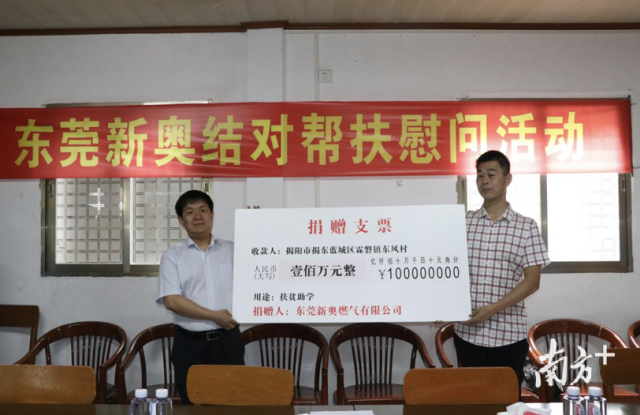 南方+
东莞新奥结对帮扶慰问活动
捐赠支票
收款人：揭阳市揭东蓝城区霖磐镇东风村
人民币
(大写)
壹佰万元整
亿仟佰十万千百十元角分
¥100000000
用途：扶贫助学
捐赠人：东莞新奥燃气有限公司
南方+